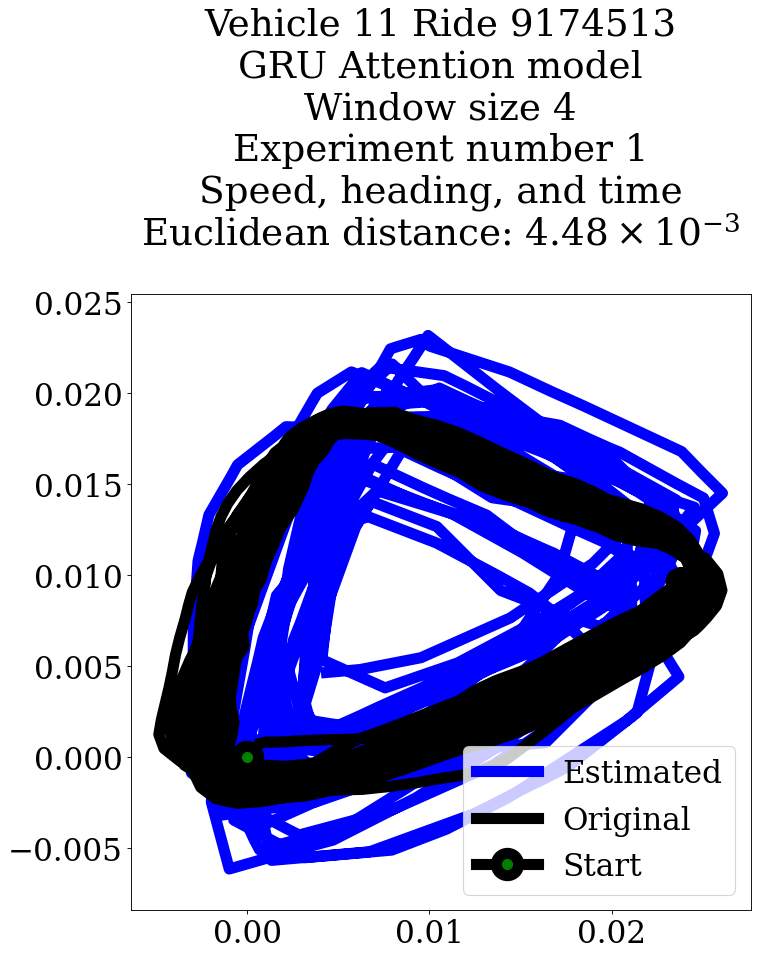 Vehicle 11 Ride 9174513
GRU Attention model
Window size 4
Experiment number 1
Speed, heading, and time
Euclidean distance: 4.48 × 10⁻³
0.025
0.020
0.015
0.010
0.005
0.000
−0.005
Estimated
Original
Start
0.00
0.01
0.02